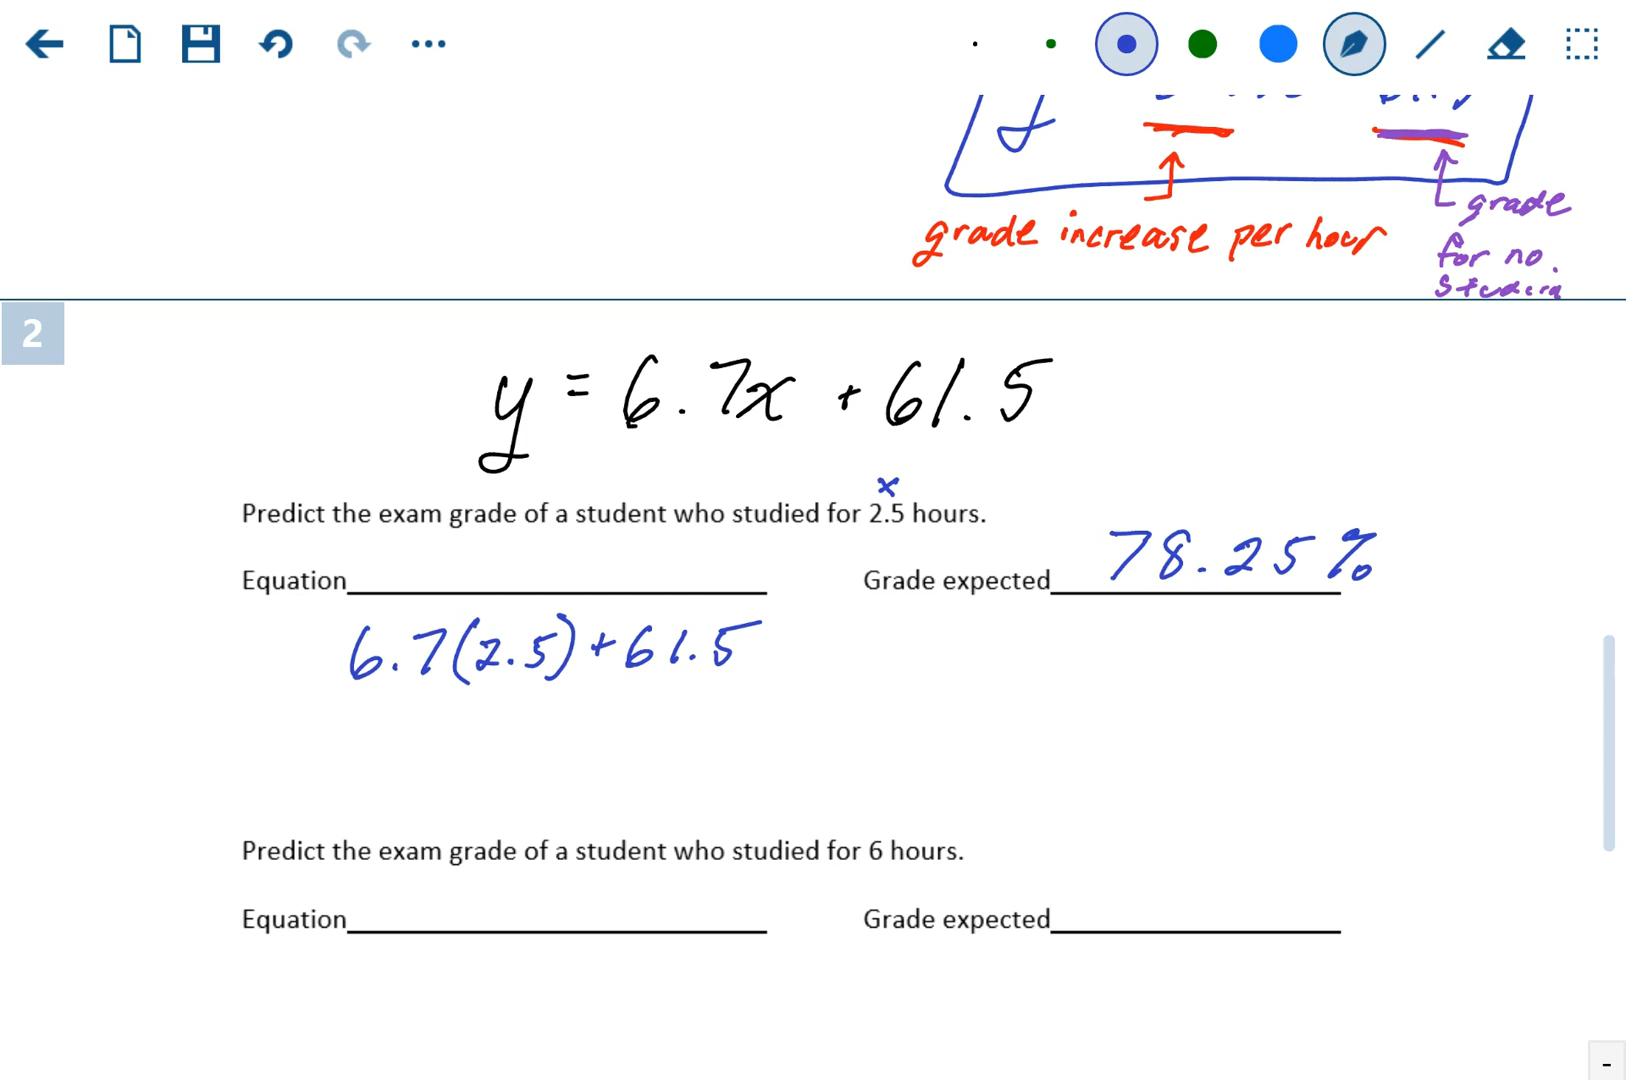 grade increase per hour
grade
for no
2
y = 6.7x + 61.5
x
Predict the exam grade of a student who studied for 2.5 hours.
78.25%
Equation Grade expected
6.7(2.5)+61.5
Predict the exam grade of a student who studied for 6 hours.
Equation Grade expected